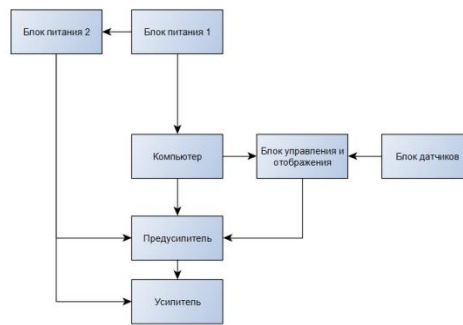 Блок питания 2
Блок питания 1
Компьютер
Блок управления и
отображения
Блок датчиков
Предусилитель
Усилитель